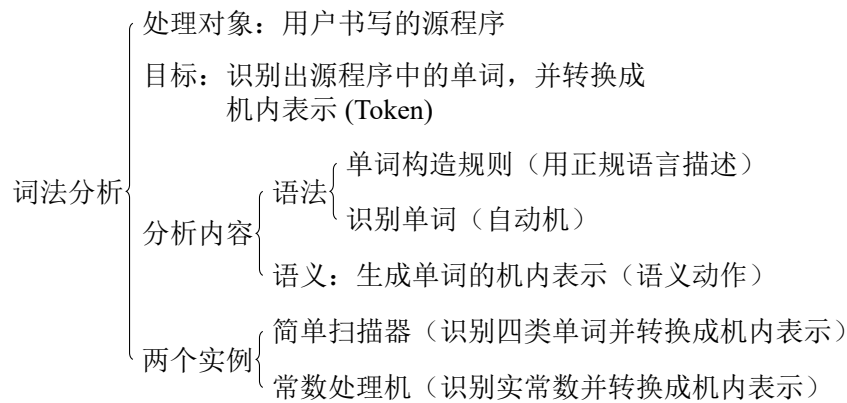 处理对象：用户书写的源程序
目标：识别出源程序中的单词，并转换成
机内表示 (Token)
词法分析
分析内容
语法
单词构造规则（用正规语言描述）
识别单词（自动机）
语义：生成单词的机内表示（语义动作）
两个实例
简单扫描器（识别四类单词并转换成机内表示）
常数处理机（识别实常数并转换成机内表示）